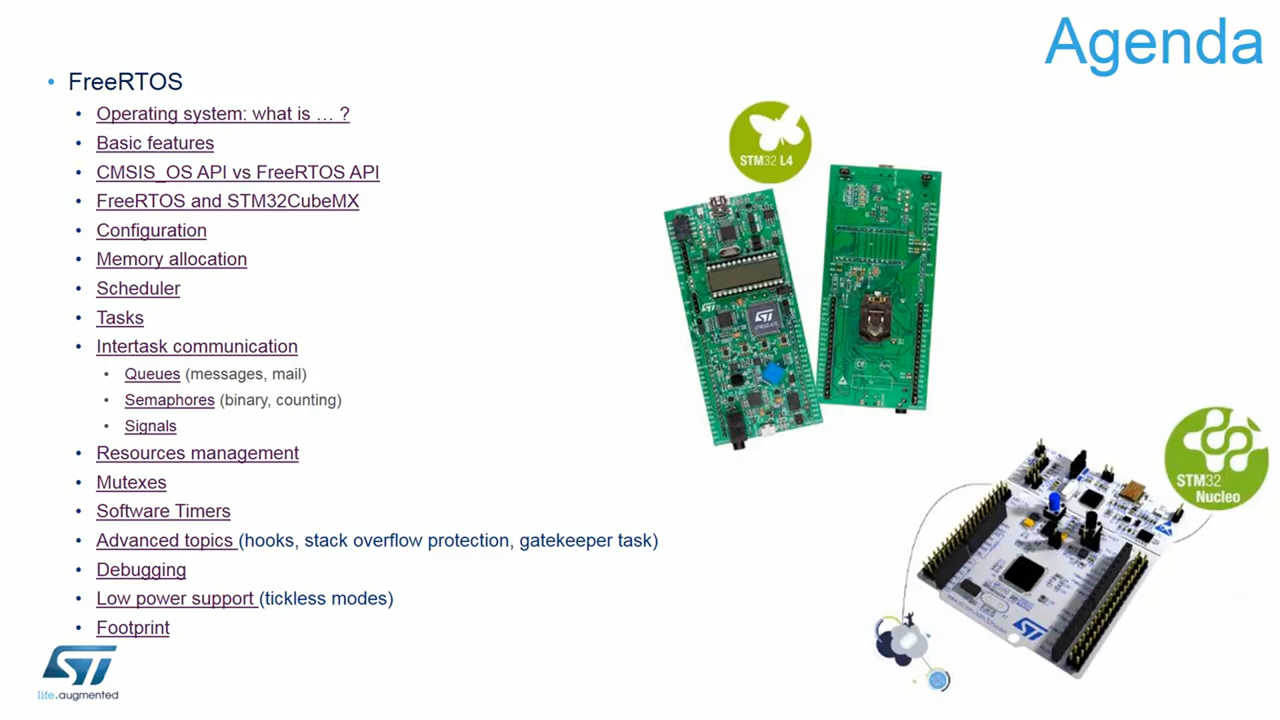 Agenda
FreeRTOS
Operating system: what is … ?
Basic features
CMSIS_OS API vs FreeRTOS API
FreeRTOS and STM32CubeMX
Configuration
Memory allocation
Scheduler
Tasks
Intertask communication
Queues (messages, mail)
Semaphores (binary, counting)
Signals
Resources management
Mutexes
Software Timers
Advanced topics (hooks, stack overflow protection, gatekeeper task)
Debugging
Low power support (tickless modes)
Footprint
STM32 L4
STM32
Nucleo
ST
life.augmented